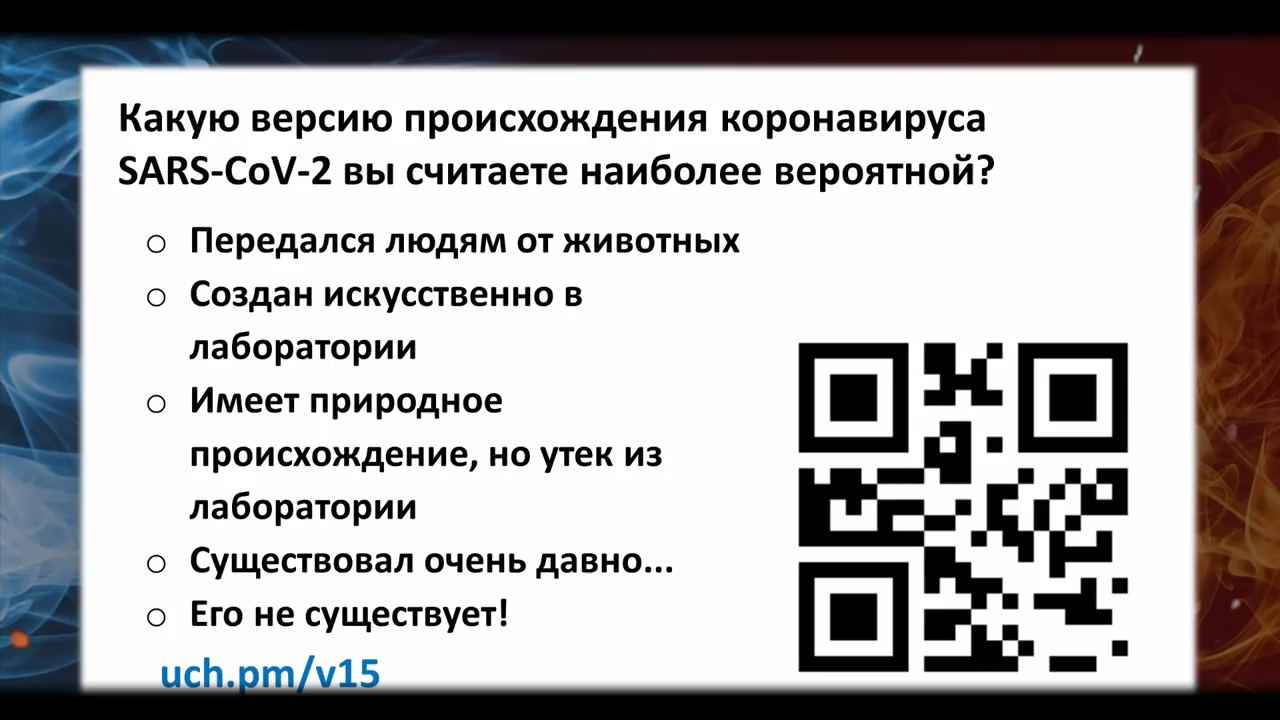 Какую версию происхождения коронавируса
SARS-CoV-2 вы считаете наиболее вероятной?
Передался людям от животных
Создан искусственно в
лаборатории
Имеет природное
происхождение, но утек из
лаборатории
Существовал очень давно...
Его не существует!
uch.pm/v15